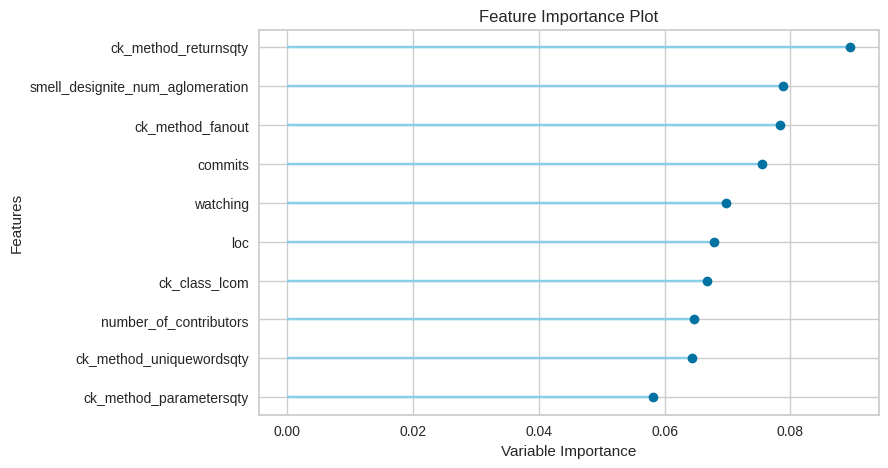 Feature Importance Plot
Features
ck_method_returnsqty
smell_designite_num_aglomeration
ck_method_fanout
commits
watching
loc
ck_class_lcom
number_of_contributors
ck_method_uniquewordsqty
ck_method_parametersqty
0.00 0.02 0.04 0.06 0.08
Variable Importance